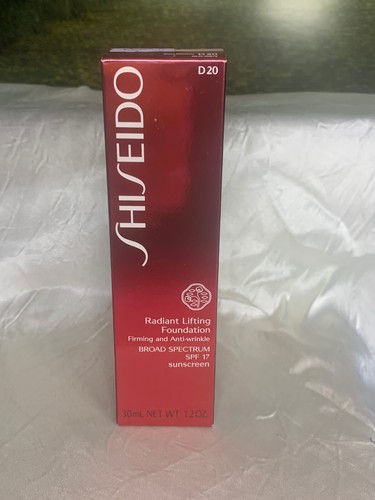 D20
SHISEIDO
Radiant Lifting
Foundation
Firming and Anti-wrinkle
BROAD SPECTRUM
SPF 17
sunscreen
30mL NET WT. 1.2 OZ.